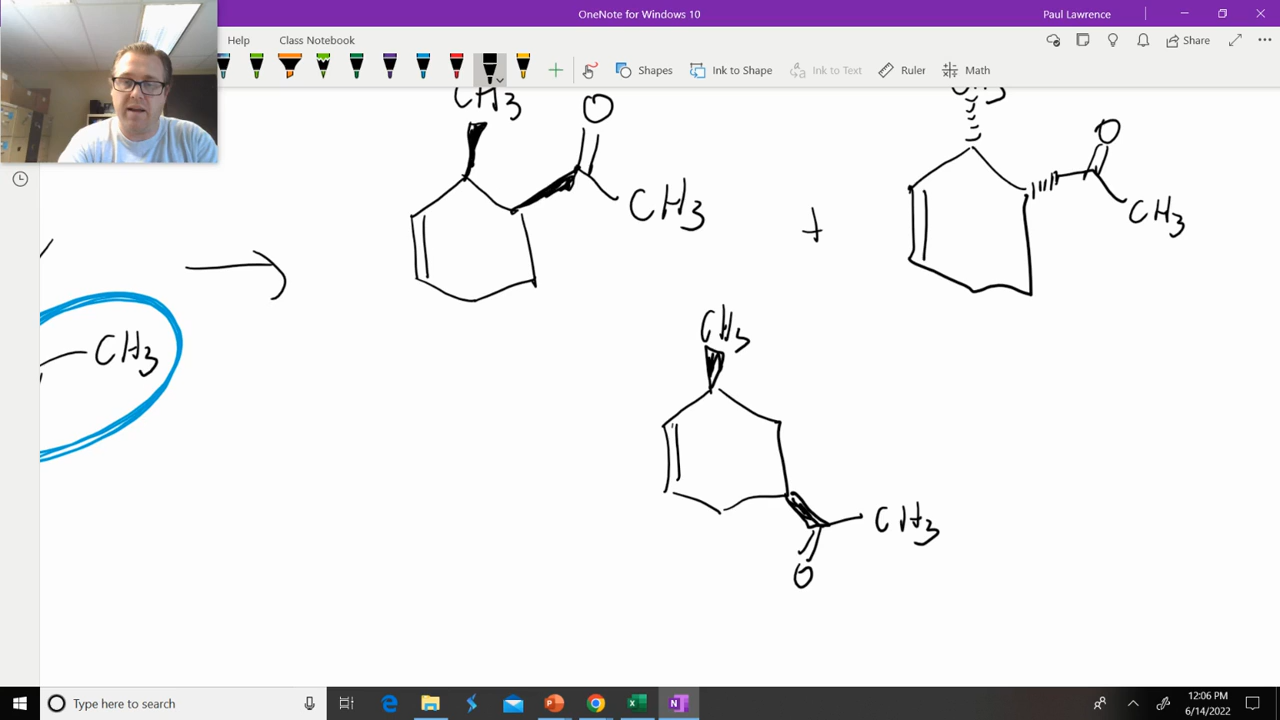 OneNote for Windows 10
Paul Lawrence
Help
Class Notebook
Shapes
Ink to Shape
Ink to Text
Ruler
Math
Share
CH3
O
CH3
CH3
O
CH3
+
CH3
CH3
CH3
O
Type here to search
12:06 PM
6/14/2022